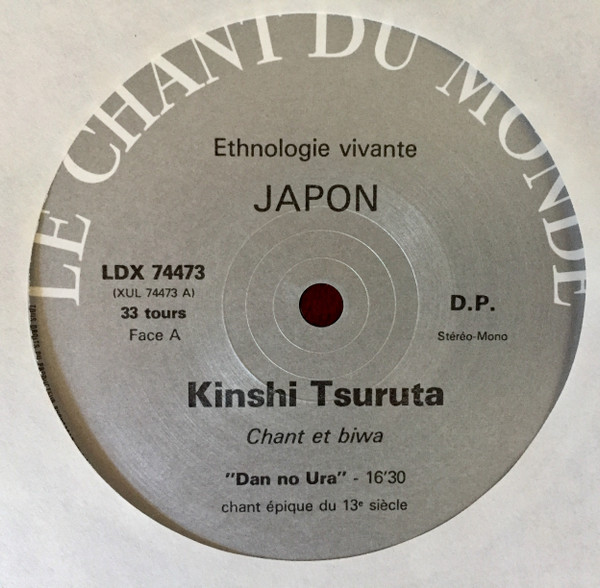 LE CHANT DU MONDE
Ethnologie vivante
JAPON
LDX 74473
(XUL 74473 A)
33 tours
Face A
D.P.
Stéréo-Mono
Kinshi Tsuruta
Chant et biwa
"Dan no Ura" - 16'30
chant épique du 13e siècle